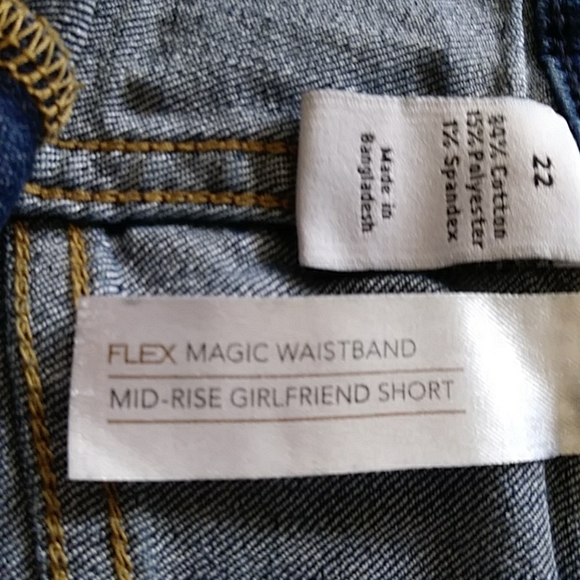 22
84% Cotton
15% Polyester
1% Spandex
Made in
Bangladesh
FLEX MAGIC WAISTBAND
MID-RISE GIRLFRIEND SHORT